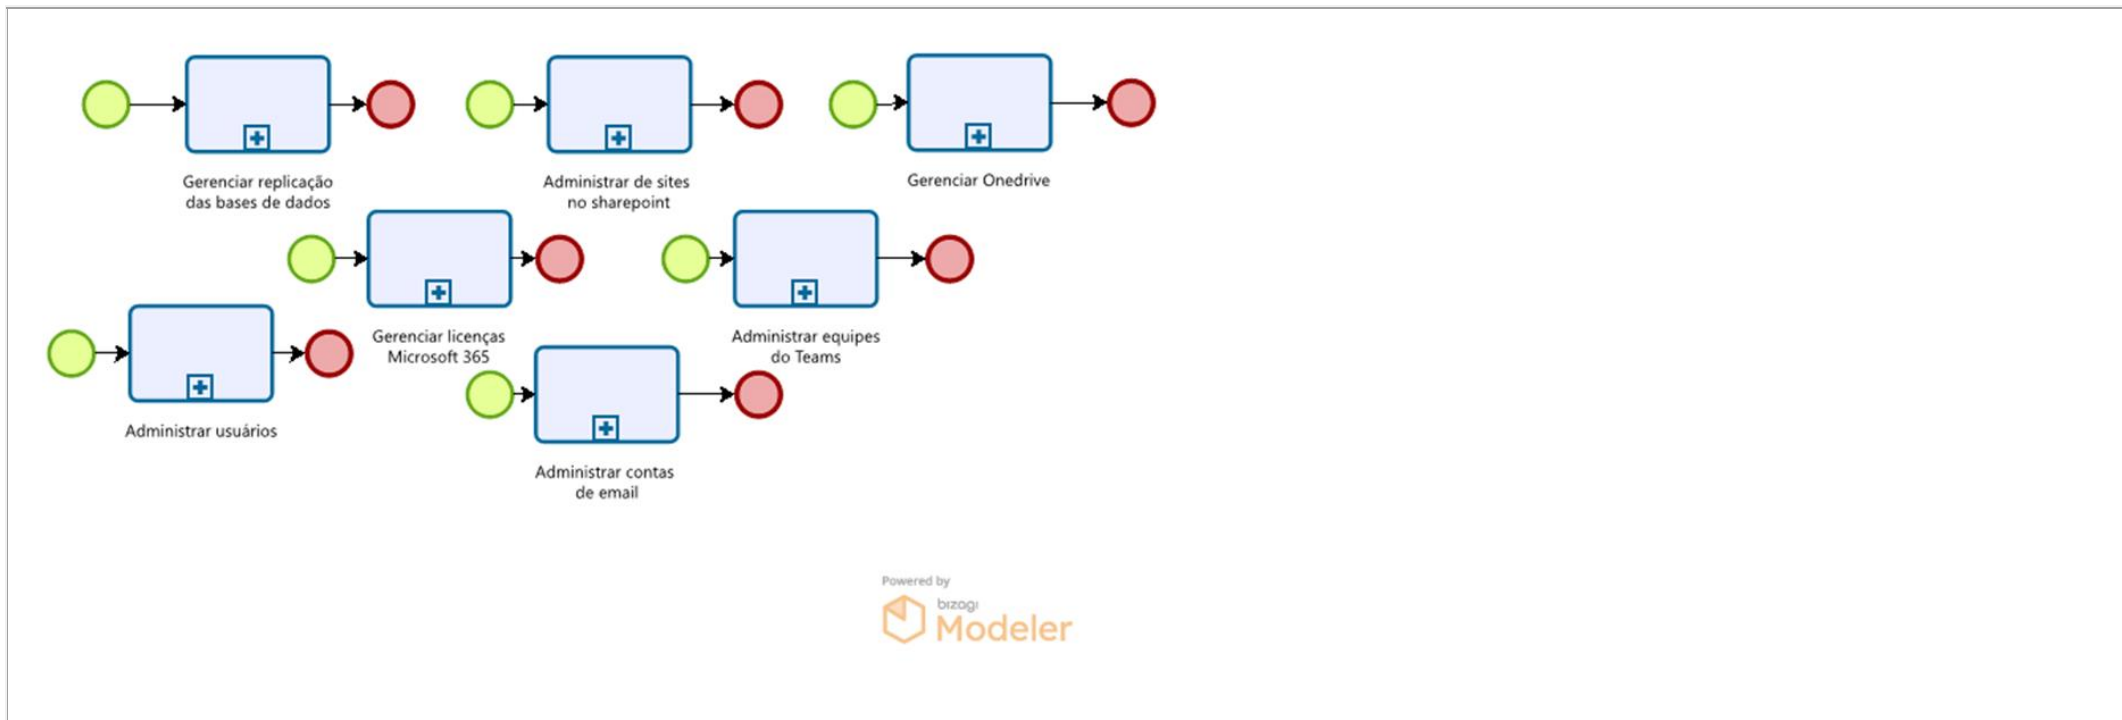 Gerenciar replicação
das bases de dados
Administrar de sites
no sharepoint
Gerenciar Onedrive
Gerenciar licenças
Microsoft 365
Administrar equipes
do Teams
Administrar usuários
Administrar contas
de email
Powered by
bizagi
Modeler